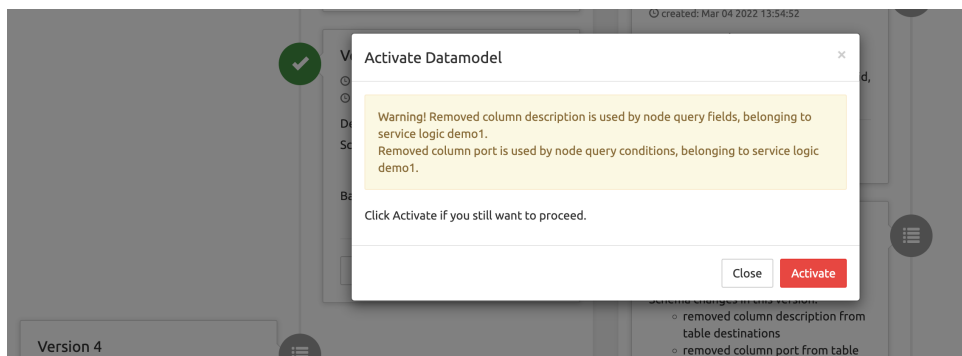 created: Mar 04 2022 13:54:52
Activate Datamodel
×
d,
Warning! Removed column description is used by node query fields, belonging to
service logic demo1.
Removed column port is used by node query conditions, belonging to service logic
demo1.
Click Activate if you still want to proceed.
Close Activate
Schema changes in this version:
removed column description from
table destinations
removed column port from table
Version 4